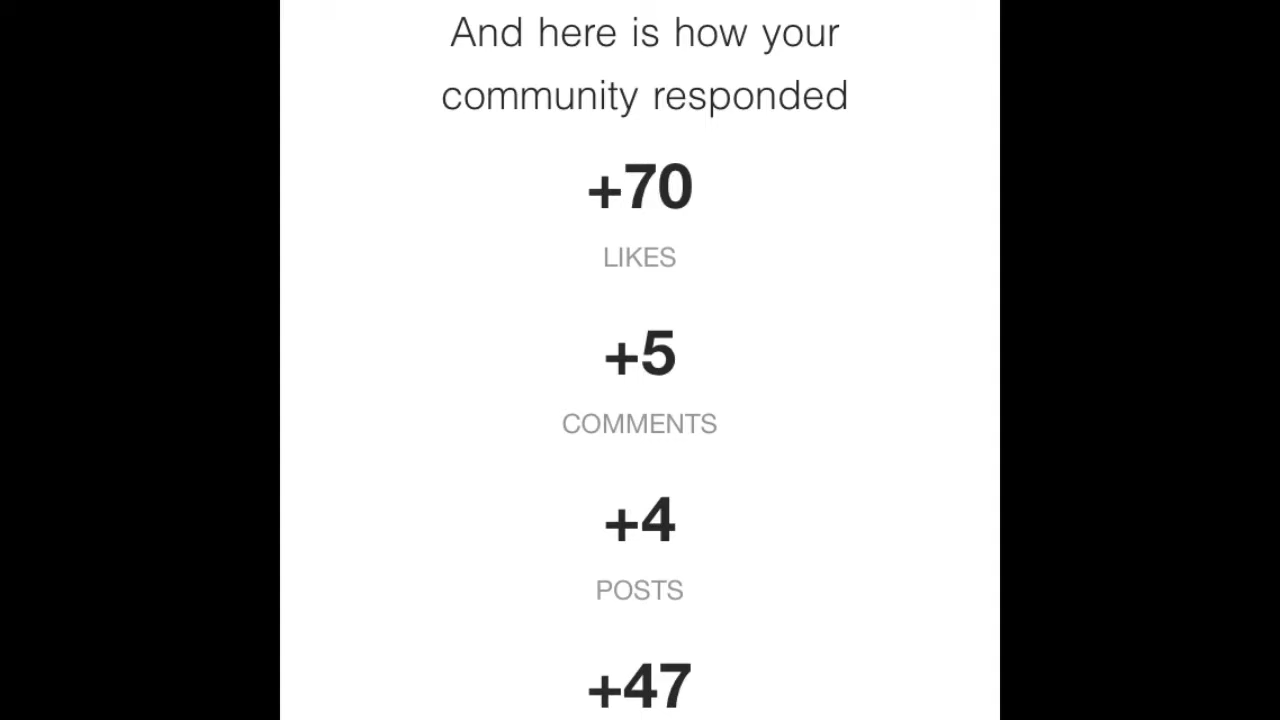 And here is how your
community responded
+70
LIKES
+5
COMMENTS
+4
POSTS
+47